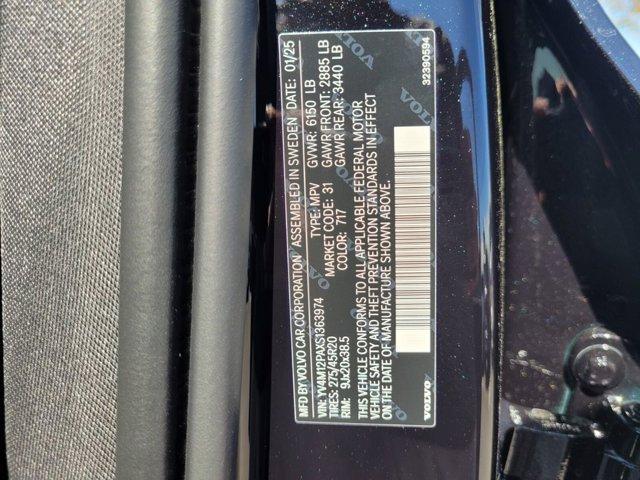 MFD BY VOLVO CAR CORPORATION ASSEMBLED IN SWEDEN DATE: 01/25
VIN: YV4M12PAXS1363974 TYPE: MPV GVWR: 6150 LB
TIRES: 275/45R20 MARKET CODE: 31 GAWR FRONT: 2885 LB
RIM: 9Jx20x38.5 COLOR: 717 GAWR REAR: 3440 LB
THIS VEHICLE CONFORMS TO ALL APPLICABLE FEDERAL MOTOR
VEHICLE SAFETY AND THEFT PREVENTION STANDARDS IN EFFECT
ON THE DATE OF MANUFACTURE SHOWN ABOVE.
VOLVO 32390594